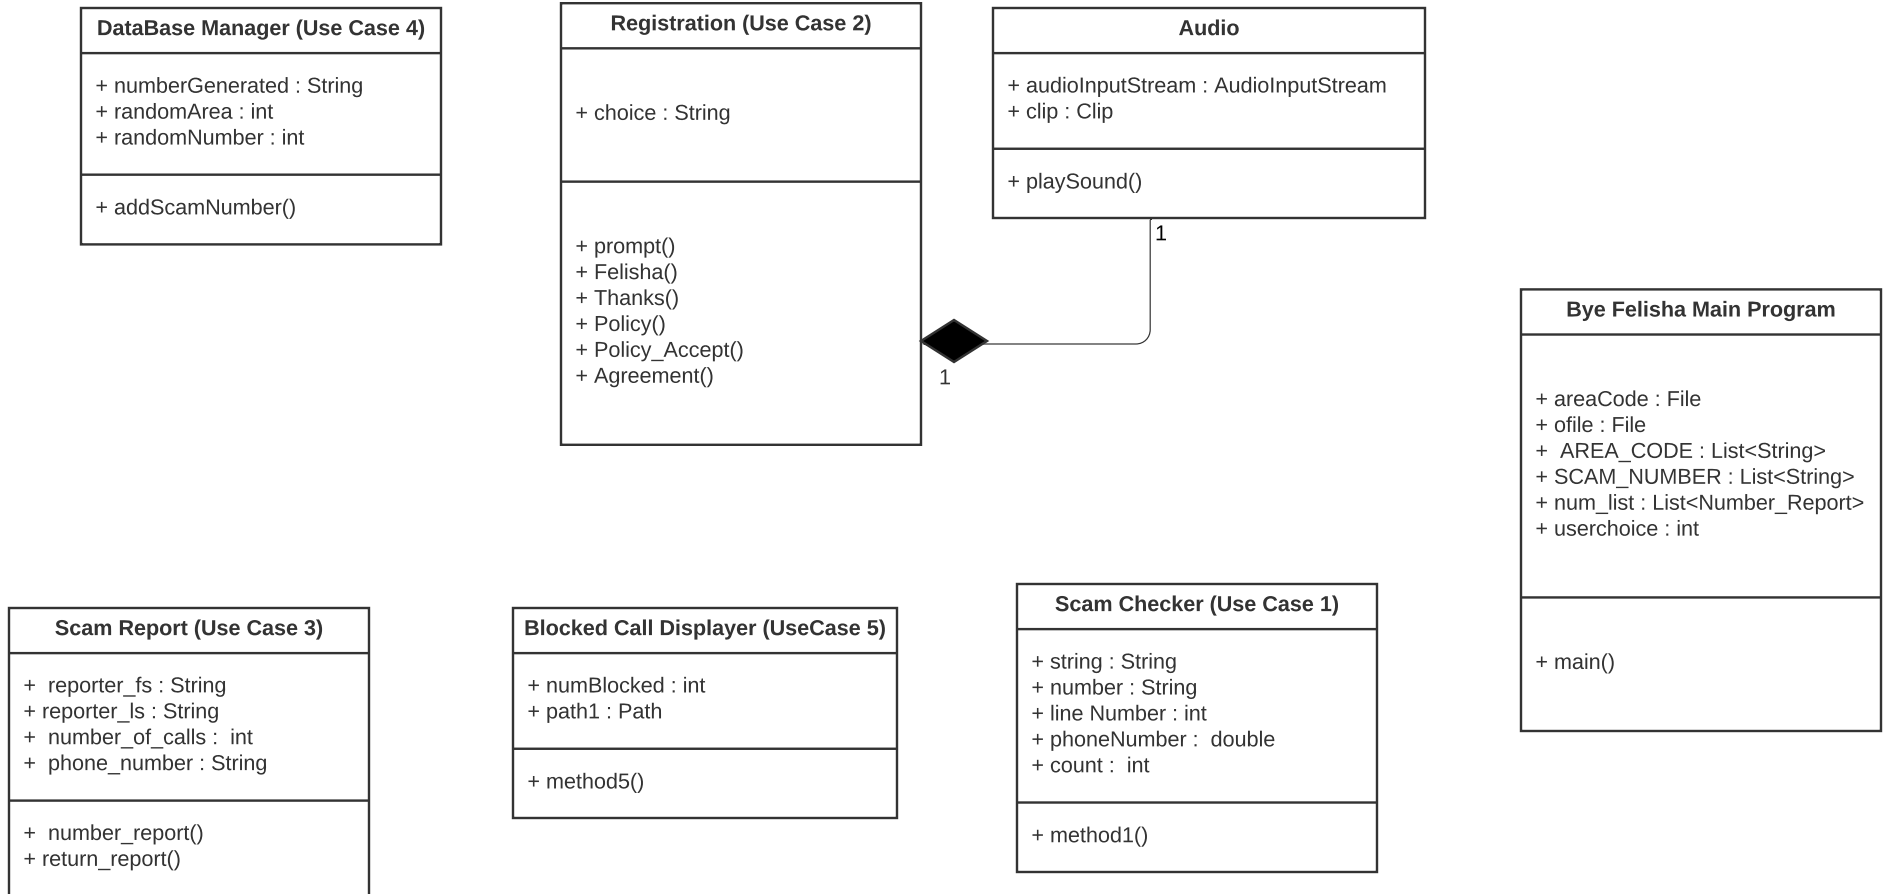 DataBase Manager (Use Case 4)
+ numberGenerated : String
+ randomArea : int
+ randomNumber : int
+ addScamNumber()
Registration (Use Case 2)
+ choice : String
+ prompt()
+ Felisha()
+ Thanks()
+ Policy()
+ Policy_Accept()
+ Agreement()
Audio
+ audioInputStream : AudioInputStream
+ clip : Clip
+ playSound()
1
1
Bye Felisha Main Program
+ areaCode : File
+ ofile : File
+  AREA_CODE : List<String>
+ SCAM_NUMBER : List<String>
+ num_list : List<Number_Report>
+ userchoice : int
+ main()
Scam Report (Use Case 3)
+  reporter_fs : String
+ reporter_ls : String
+  number_of_calls :  int
+  phone_number : String
+  number_report()
+ return_report()
Blocked Call Displayer (UseCase 5)
+ numBlocked : int
+ path1 : Path
+ method5()
Scam Checker (Use Case 1)
+ string : String
+ number : String
+ line Number : int
+ phoneNumber :  double
+ count :  int
+ method1()